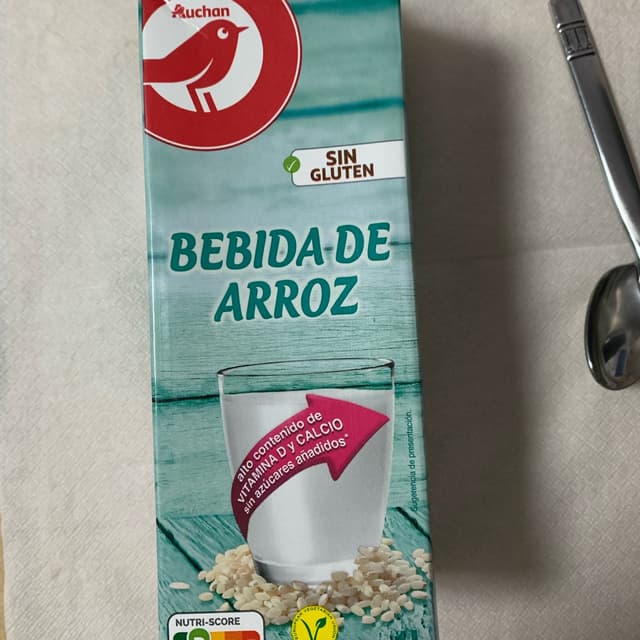 Auchan
SIN
GLUTEN
BEBIDA DE
ARROZ
alto contenido de
VITAMINA D y CALCIO
sin azúcares añadidos*
Sugerencia de presentación.
NUTRI-SCORE